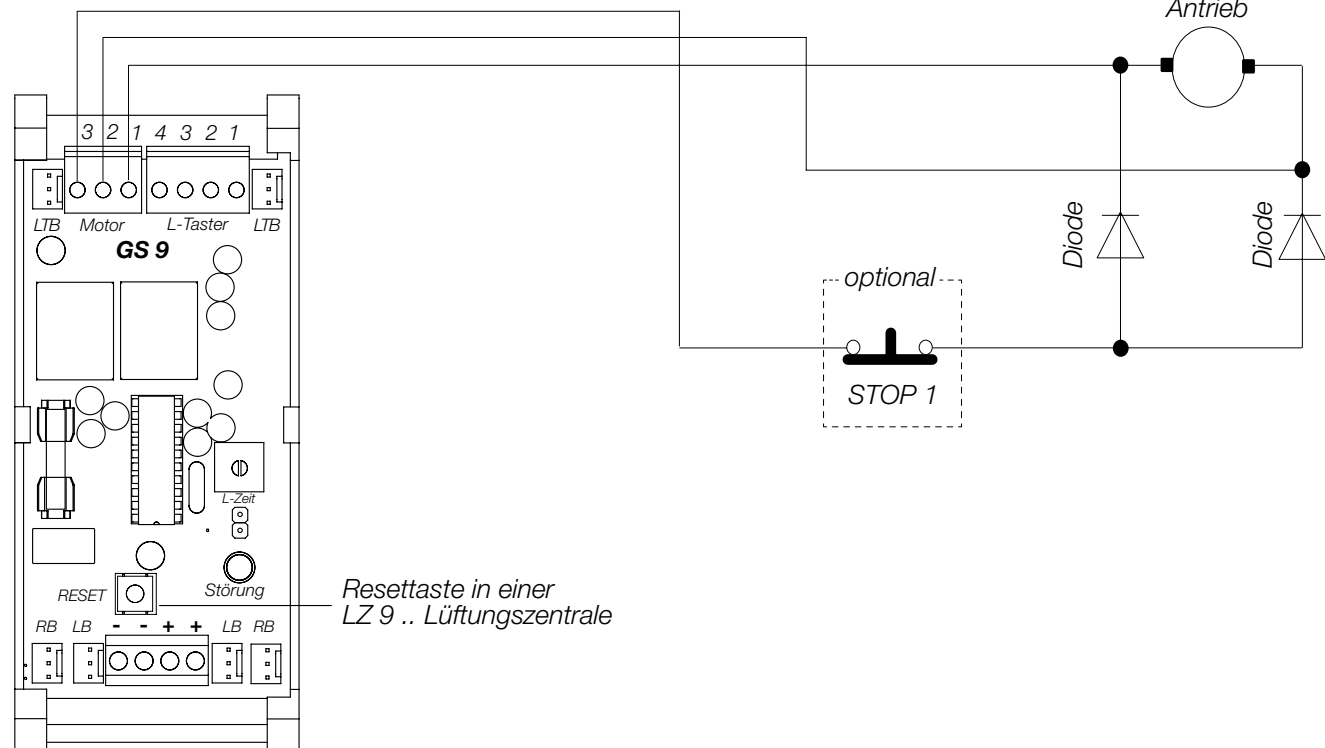 Antrieb
3 2 1 4 3 2 1
LTB Motor L-Taster LTB
GS 9
Diode
Diode
optional
STOP 1
L-Zeit
RESET
Störung
Resettaste in einer
LZ 9 .. Lüftungszentrale
RB LB - - + + LB RB